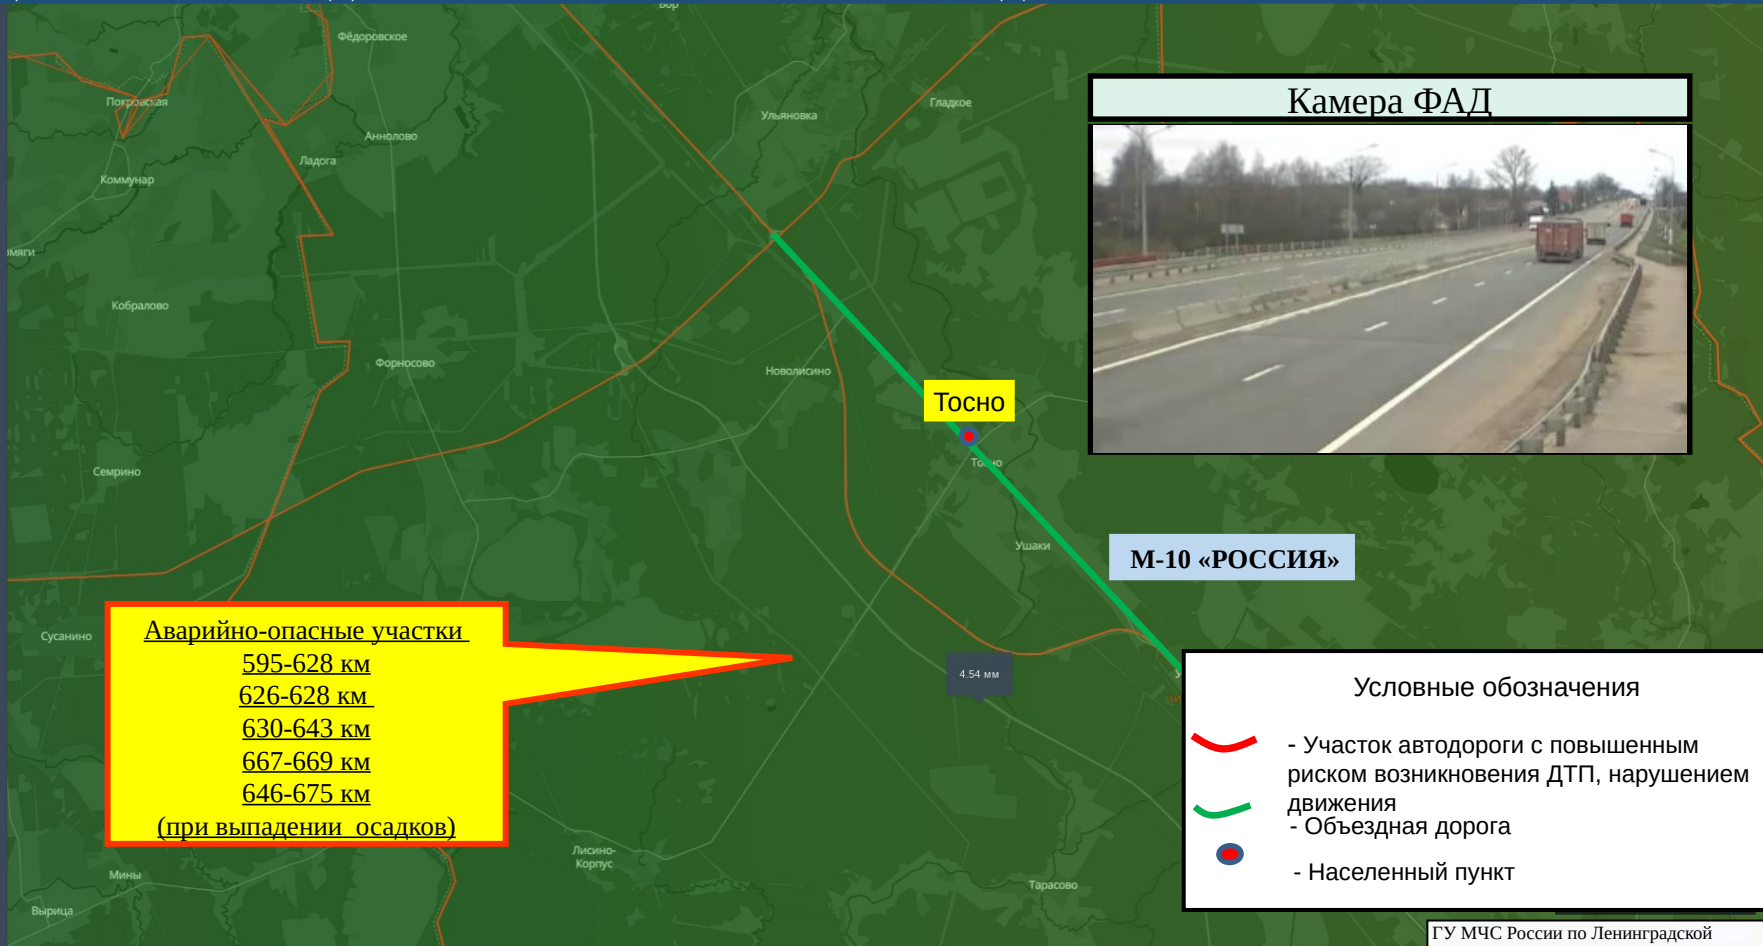 Фёдоровское
Покровская
Гладкое
Ульяновка
Аннолово
Ладога
Коммунар
Кобралово
Форносово
Новолисино
Семрино
Сусанино
Камера ФАД
Тосно
Ушаки
М-10 «РОССИЯ»
Аварийно-опасные участки
595-628 км
626-628 км
630-643 км
667-669 км
646-675 км
(при выпадении осадков)
4.54 мм
Лисино-
Корпус
Мины
Вырица
Тарасово
Условные обозначения
- Участок автодороги с повышенным
риском возникновения ДТП, нарушением
движения
- Объездная дорога
- Населенный пункт
ГУ МЧС России по Ленинградской